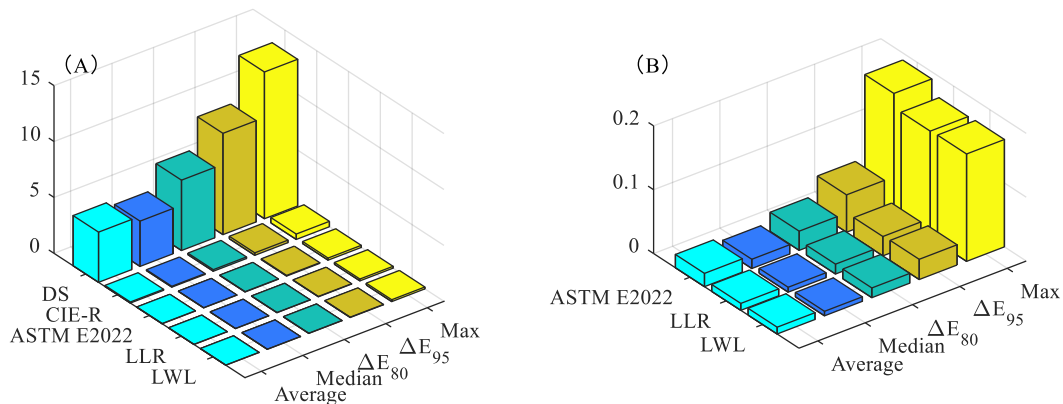 (A)
15
10
5
0
DS
CIE-R
ASTM E2022
LLR
LWL
Average
Median
ΔE80
ΔE95
Max
(B)
0.2
0.1
0
ASTM E2022
LLR
LWL
Average
Median
ΔE80
ΔE95
Max